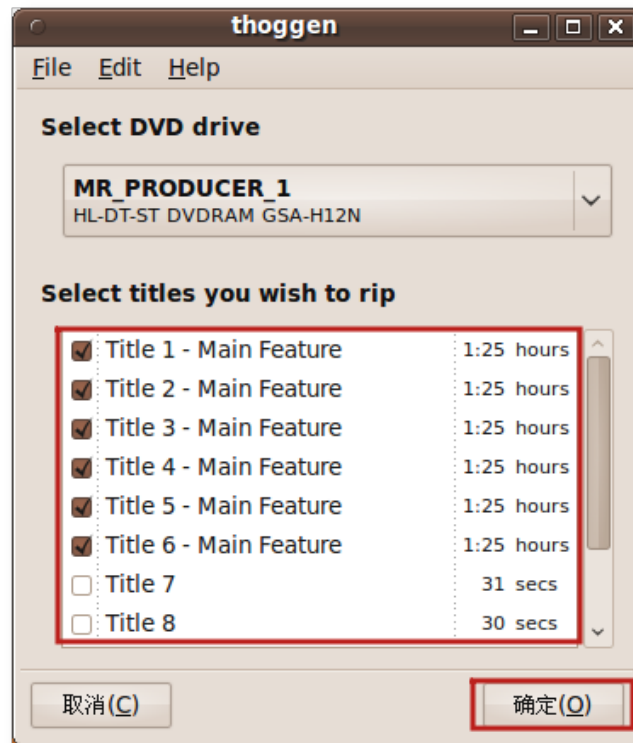 thoggen
File Edit Help
Select DVD drive
MR_PRODUCER_1
HL-DT-ST DVDRAM GSA-H12N
Select titles you wish to rip
Title 1 - Main Feature 1:25 hours
Title 2 - Main Feature 1:25 hours
Title 3 - Main Feature 1:25 hours
Title 4 - Main Feature 1:25 hours
Title 5 - Main Feature 1:25 hours
Title 6 - Main Feature 1:25 hours
Title 7 31 secs
Title 8 30 secs
取消(C) 确定(O)